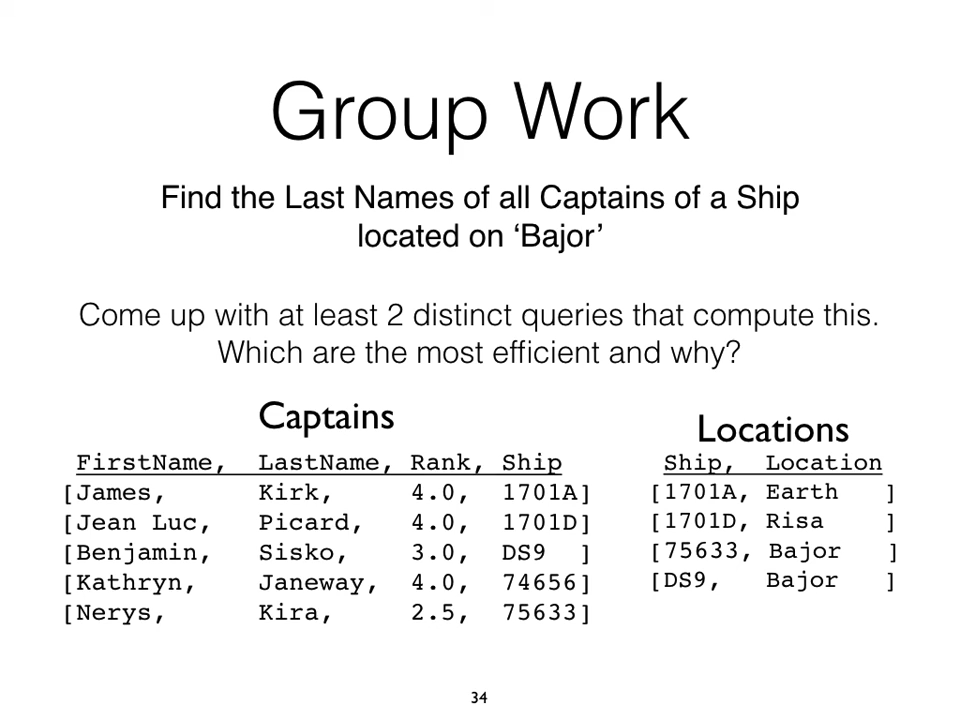 Group Work
Find the Last Names of all Captains of a Ship
located on ‘Bajor’
Come up with at least 2 distinct queries that compute this.
Which are the most efficient and why?
Captains
FirstName, LastName, Rank, Ship
[James, Kirk, 4.0, 1701A]
[Jean Luc, Picard, 4.0, 1701D]
[Benjamin, Sisko, 3.0, DS9 ]
[Kathryn, Janeway, 4.0, 74656]
[Nerys, Kira, 2.5, 75633]
Locations
Ship, Location
[1701A, Earth ]
[1701D, Risa ]
[75633, Bajor ]
[DS9, Bajor ]
34